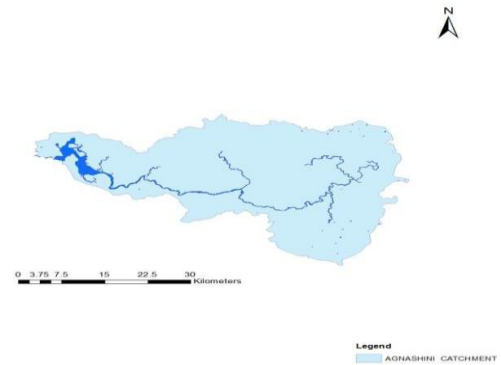 N
0 3.75 7.5 15 22.5 30
Kilometers
Legend
AGNASHINI CATCHMENT